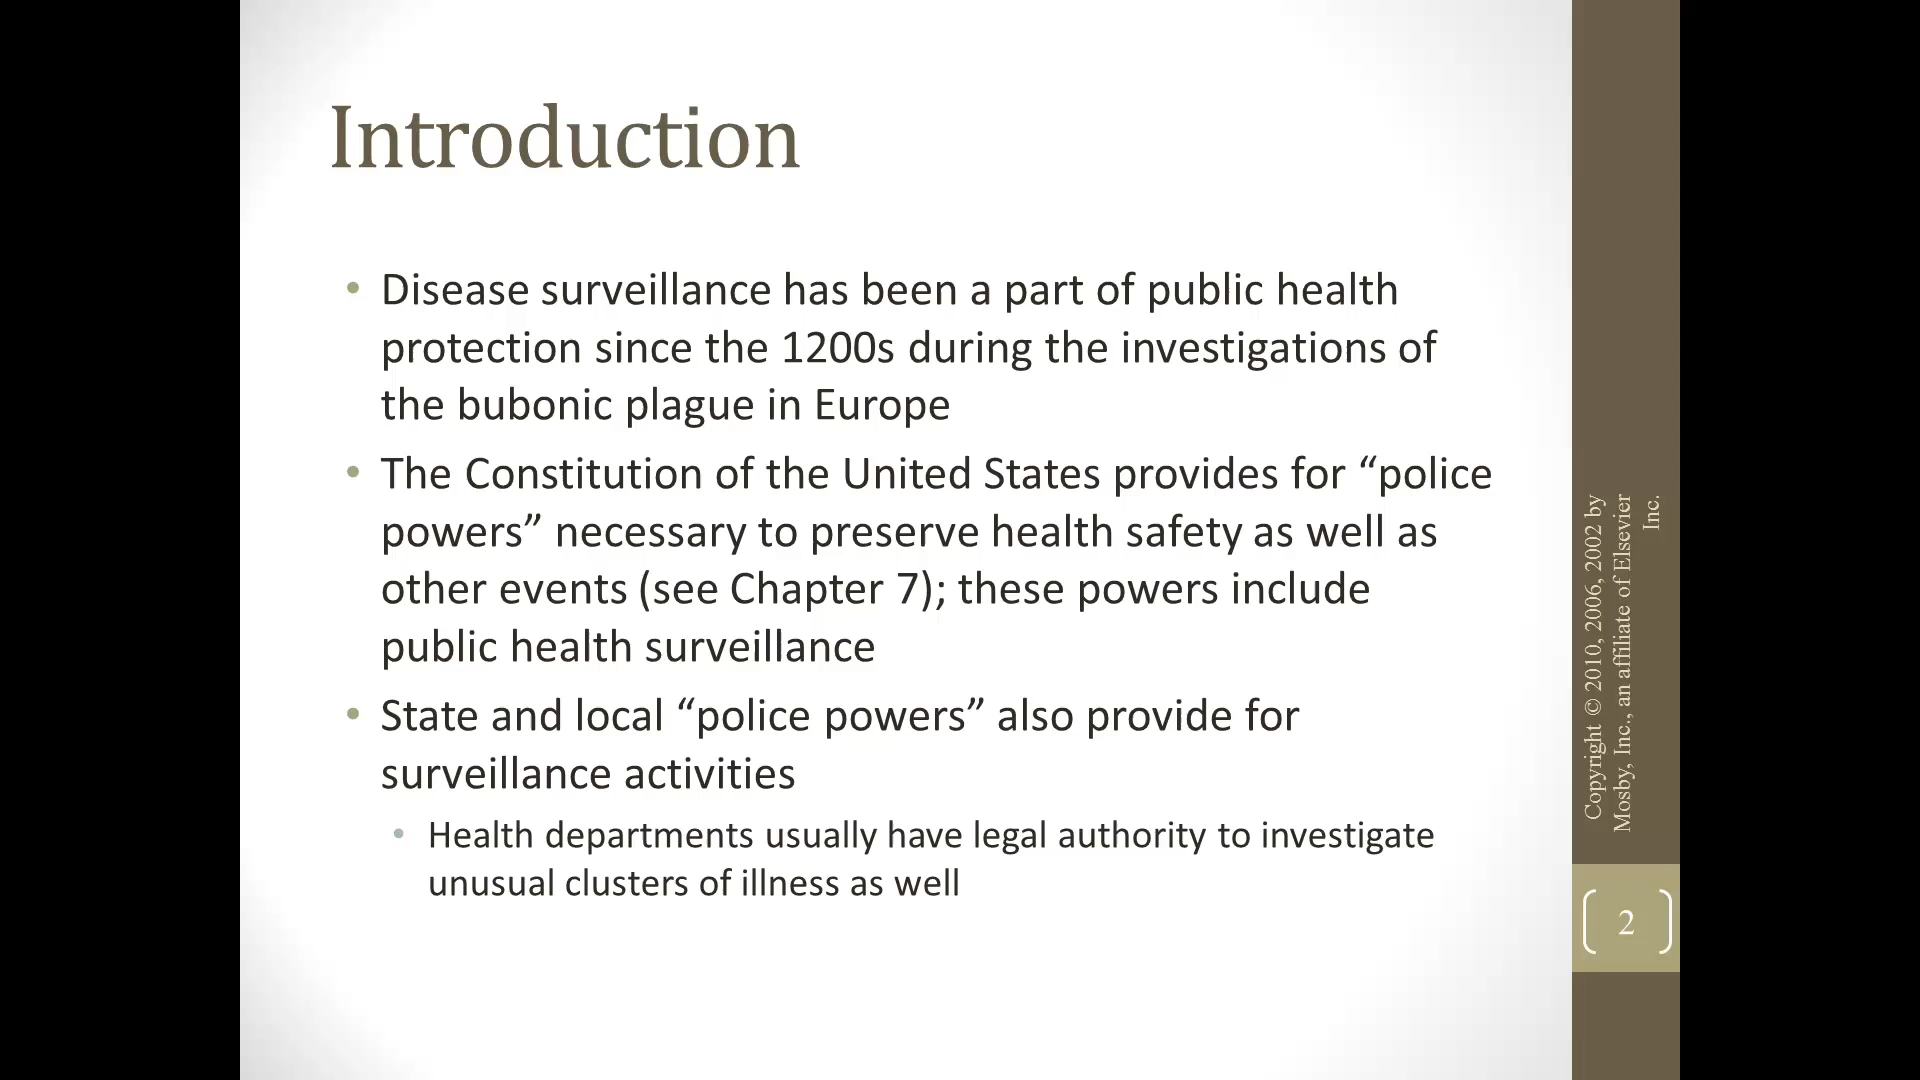 Introduction
• Disease surveillance has been a part of public health
protection since the 1200s during the investigations of
the bubonic plague in Europe
• The Constitution of the United States provides for “police
powers” necessary to preserve health safety as well as
other events (see Chapter 7); these powers include
public health surveillance
• State and local “police powers” also provide for
surveillance activities
• Health departments usually have legal authority to investigate
unusual clusters of illness as well
Copyright © 2010, 2006, 2002 by
Mosby, Inc., an affiliate of Elsevier
Inc.
2